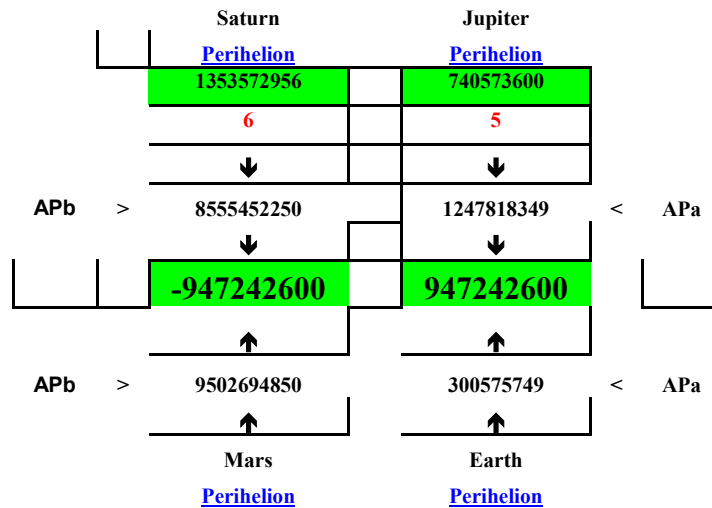 Saturn Jupiter
Perihelion Perihelion
1353572956 740573600
6 5
🡻 🡻
APb > 8555452250 1247818349 < APa
🡻 🡻
-947242600 947242600
🡹 🡹
APb > 9502694850 300575749 < APa
🡹 🡹
Mars Earth
Perihelion Perihelion